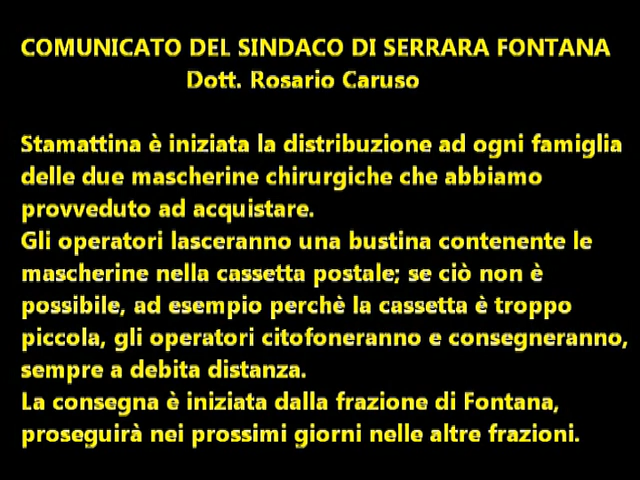 COMUNICATO DEL SINDACO DI SERRARA FONTANA
Dott. Rosario Caruso
Stamattina è iniziata la distribuzione ad ogni famiglia
delle due mascherine chirurgiche che abbiamo
provveduto ad acquistare.
Gli operatori lasceranno una bustina contenente le
mascherine nella cassetta postale; se ciò non è
possibile, ad esempio perchè la cassetta è troppo
piccola, gli operatori citofoneranno e consegneranno,
sempre a debita distanza.
La consegna è iniziata dalla frazione di Fontana,
proseguirà nei prossimi giorni nelle altre frazioni.